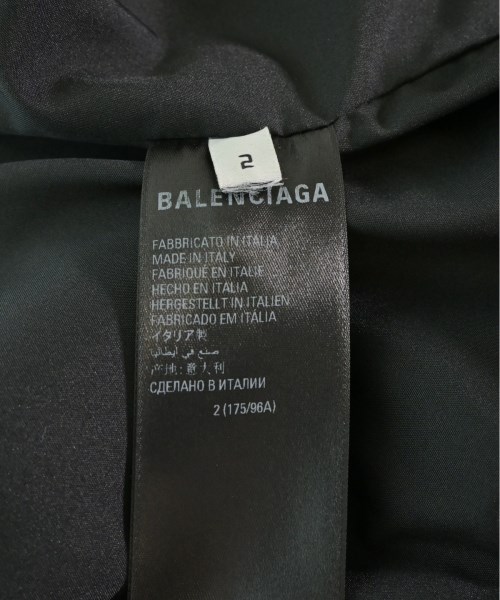 2
BALENCIAGA
FABBRICATO IN ITALIA
MADE IN ITALY
FABRIQUÉ EN ITALIE
HECHO EN ITALIA
HERGESTELLT IN ITALIEN
FABRICADO EM ITÁLIA
イタリア製
صنع في ايطاليا
产地:意大利
СДЕЛАНО В ИТАЛИИ
2 (175/96A)